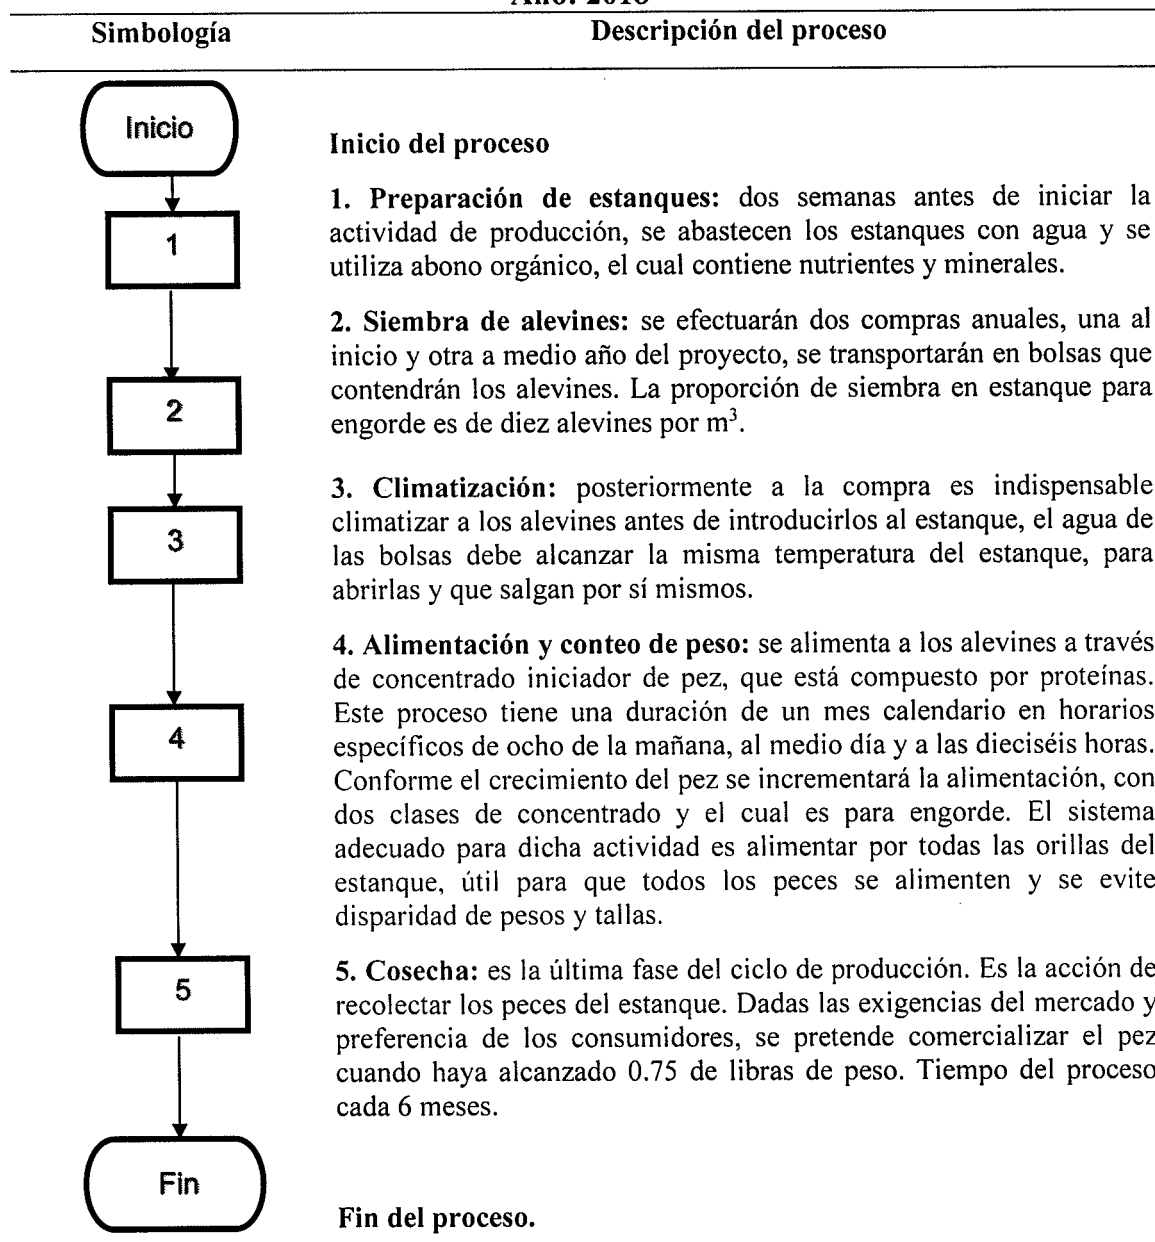 Año: 2018
Simbología Descripción del proceso
Inicio
Inicio del proceso
1
1. Preparación de estanques: dos semanas antes de iniciar la
actividad de producción, se abastecen los estanques con agua y se
utiliza abono orgánico, el cual contiene nutrientes y minerales.
2
2. Siembra de alevines: se efectuarán dos compras anuales, una al
inicio y otra a medio año del proyecto, se transportarán en bolsas que
contendrán los alevines. La proporción de siembra en estanque para
engorde es de diez alevines por m³.
3
3. Climatización: posteriormente a la compra es indispensable
climatizar a los alevines antes de introducirlos al estanque, el agua de
las bolsas debe alcanzar la misma temperatura del estanque, para
abrirlas y que salgan por sí mismos.
4
4. Alimentación y conteo de peso: se alimenta a los alevines a través
de concentrado iniciador de pez, que está compuesto por proteínas.
Este proceso tiene una duración de un mes calendario en horarios
específicos de ocho de la mañana, al medio día y a las dieciséis horas.
Conforme el crecimiento del pez se incrementará la alimentación, con
dos clases de concentrado y el cual es para engorde. El sistema
adecuado para dicha actividad es alimentar por todas las orillas del
estanque, útil para que todos los peces se alimenten y se evite
disparidad de pesos y tallas.
5
5. Cosecha: es la última fase del ciclo de producción. Es la acción de
recolectar los peces del estanque. Dadas las exigencias del mercado y
preferencia de los consumidores, se pretende comercializar el pez
cuando haya alcanzado 0.75 de libras de peso. Tiempo del proceso
cada 6 meses.
Fin
Fin del proceso.